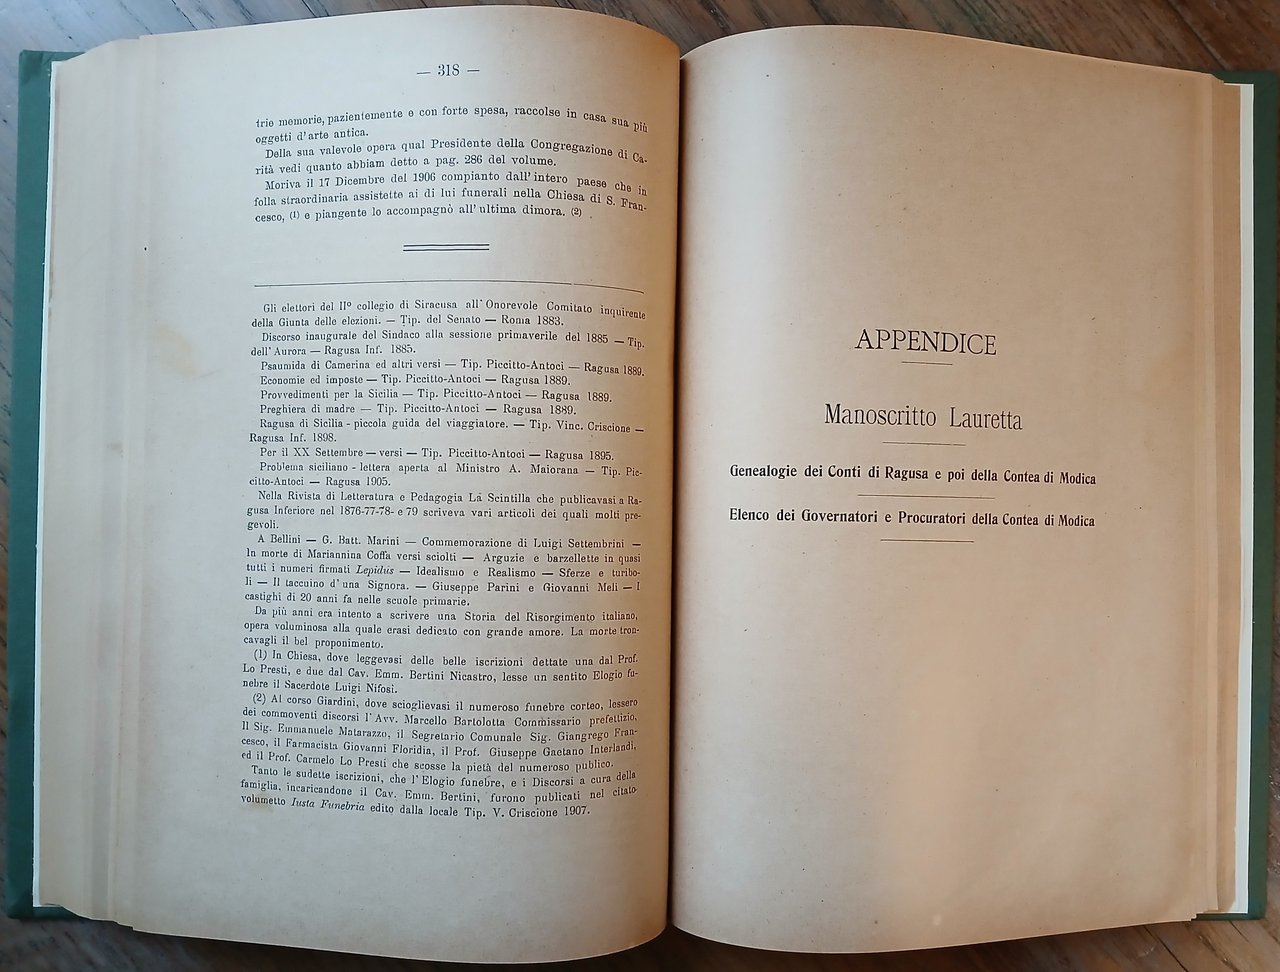 — 318 —
trie memorie, pazientemente e con forte spesa, raccolse in casa sua più
oggetti d'arte antica.
Della sua valevole opera qual Presidente della Congregazione di Ca-
rità vedi quanto abbiam detto a pag. 286 del volume.
Moriva il 17 Dicembre del 1906 compianto dall'intero paese che in
folla straordinaria assistette ai di lui funerali nella Chiesa di S. Fran-
cesco, (1) e piangente lo accompagnò all'ultima dimora. (2)
Gli elettori del II° collegio di Siracusa all'Onorevole Comitato inquirente
della Giunta delle elezioni. — Tip. del Senato — Roma 1883.
Discorso inaugurale del Sindaco alla sessione primaverile del 1885 — Tip.
dell'Aurora — Ragusa Inf. 1885.
Psaumida di Camerina ed altri versi — Tip. Piccitto-Antoci — Ragusa 1889.
Economie ed imposte — Tip. Piccitto-Antoci — Ragusa 1889.
Provvedimenti per la Sicilia — Tip. Piccitto-Antoci — Ragusa 1889.
Preghiera di madre — Tip. Piccitto-Antoci — Ragusa 1889.
Ragusa di Sicilia - piccola guida del viaggiatore. — Tip. Vinc. Criscione —
Ragusa Inf. 1898.
Per il XX Settembre — versi — Tip. Piccitto-Antoci — Ragusa 1895.
Problema siciliano - lettera aperta al Ministro A. Maiorana — Tip. Pic-
citto-Antoci — Ragusa 1905.
Nella Rivista di Letteratura e Pedagogia La Scintilla che publicavasi a Ra-
gusa Inferiore nel 1876-77-78- e 79 scriveva vari articoli dei quali molti pre-
gevoli.
A Bellini — G. Batt. Marini — Commemorazione di Luigi Settembrini —
In morte di Mariannina Coffa versi sciolti — Arguzie e barzellette in quasi
tutti i numeri firmati Lepidus — Idealismo e Realismo — Sferze e turibo-
li — Il taccuino d'una Signora. — Giuseppe Parini e Giovanni Meli — I
castighi di 20 anni fa nelle scuole primarie.
Da più anni era intento a scrivere una Storia del Risorgimento italiano,
opera voluminosa alla quale erasi dedicato con grande amore. La morte tron-
cavagli il bel proponimento.
(1) In Chiesa, dove leggevasi delle belle iscrizioni dettate una dal Prof.
Lo Presti, e due dal Cav. Emm. Bertini Nicastro, lesse un sentito Elogio fu-
nebre il Sacerdote Luigi Nifosi.
(2) Al corso Giardini, dove scioglievasi il numeroso funebre corteo, lessero
dei commoventi discorsi l'Avv. Marcello Bartolotta Commissario prefettizio,
Il Sig. Emmanuele Matarazzo, il Segretario Comunale Sig. Giangrego Fran-
cesco, il Farmacista Giovanni Floridia, il Prof. Giuseppe Gaetano Interlandi,
ed il Prof. Carmelo Lo Presti che scosse la pietà del numeroso publico.
Tanto le sudette iscrizioni, che l'Elogio funebre, e i Discorsi a cura della
famiglia, incaricandone il Cav. Emm. Bertini, furono publicati nel citato
volumetto Iusta Funebria edito dalla locale Tip. V. Criscione 1907.
APPENDICE
Manoscritto Lauretta
Genealogie dei Conti di Ragusa e poi della Contea di Modica
Elenco dei Governatori e Procuratori della Contea di Modica